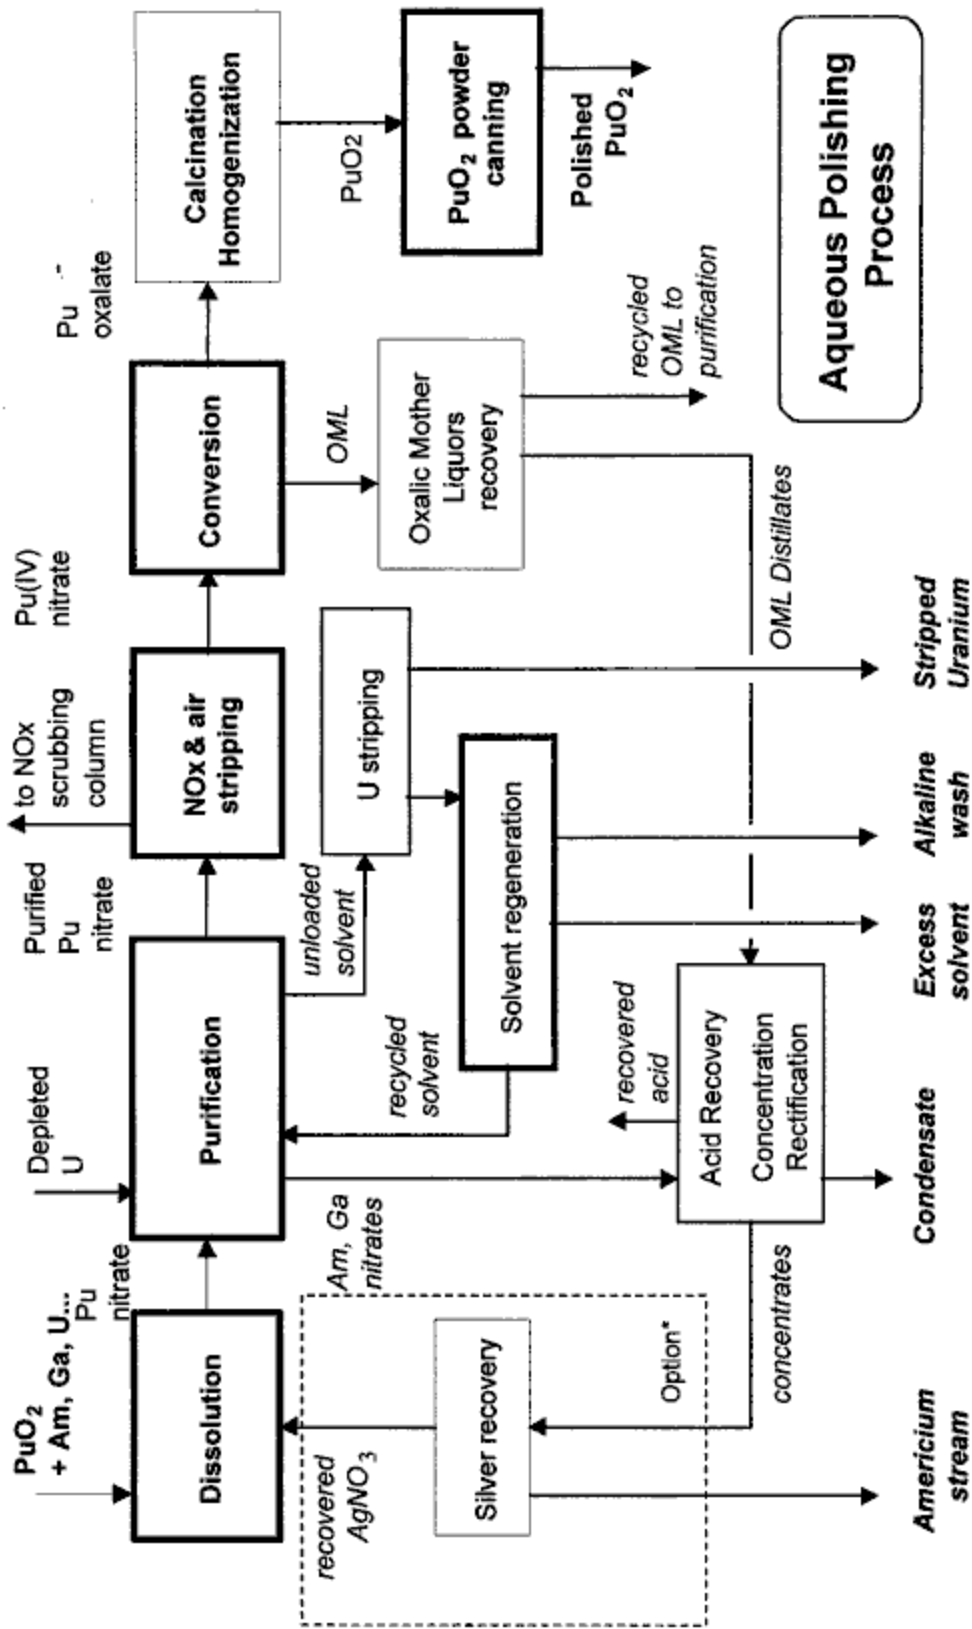 PuO2
+ Am, Ga, U...
Depleted
U
Pu
nitrate
Purified
Pu
nitrate
to NOx
scrubbing
column
Pu(IV)
nitrate
Pu
oxalate
Dissolution
Purification
NOx & air
stripping
Conversion
Calcination
Homogenization
recovered
AgNO3
Am, Ga
nitrates
recycled
solvent
unloaded
solvent
OML
PuO2
Silver recovery
Option*
Solvent regeneration
U stripping
Oxalic Mother
Liquors
recovery
PuO2 powder
canning
recovered
acid
recycled
OML to
purification
Polished
PuO2
Acid Recovery
Concentration
Rectification
concentrates
OML Distillates
Americium
stream
Condensate
Excess
solvent
Alkaline
wash
Stripped
Uranium
Aqueous Polishing
Process